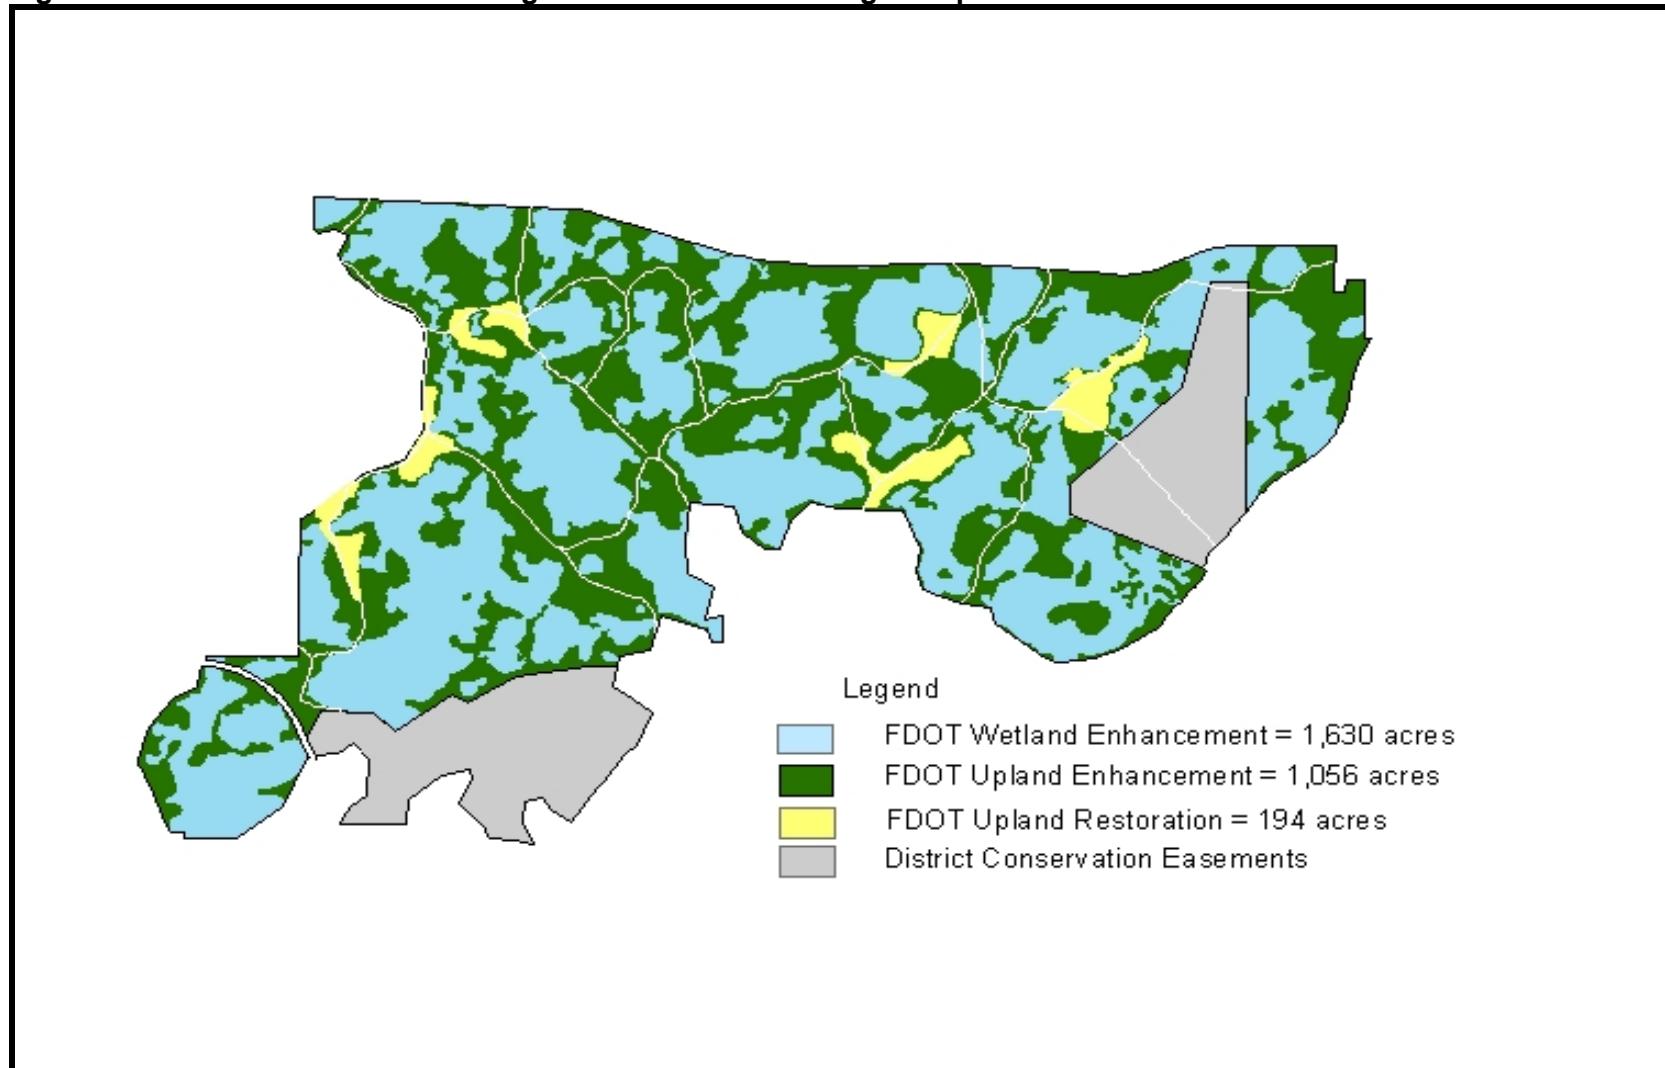 Legend
FDOT Wetland Enhancement = 1,630 acres
FDOT Upland Enhancement = 1,056 acres
FDOT Upland Restoration = 194 acres
District Conservation Easements